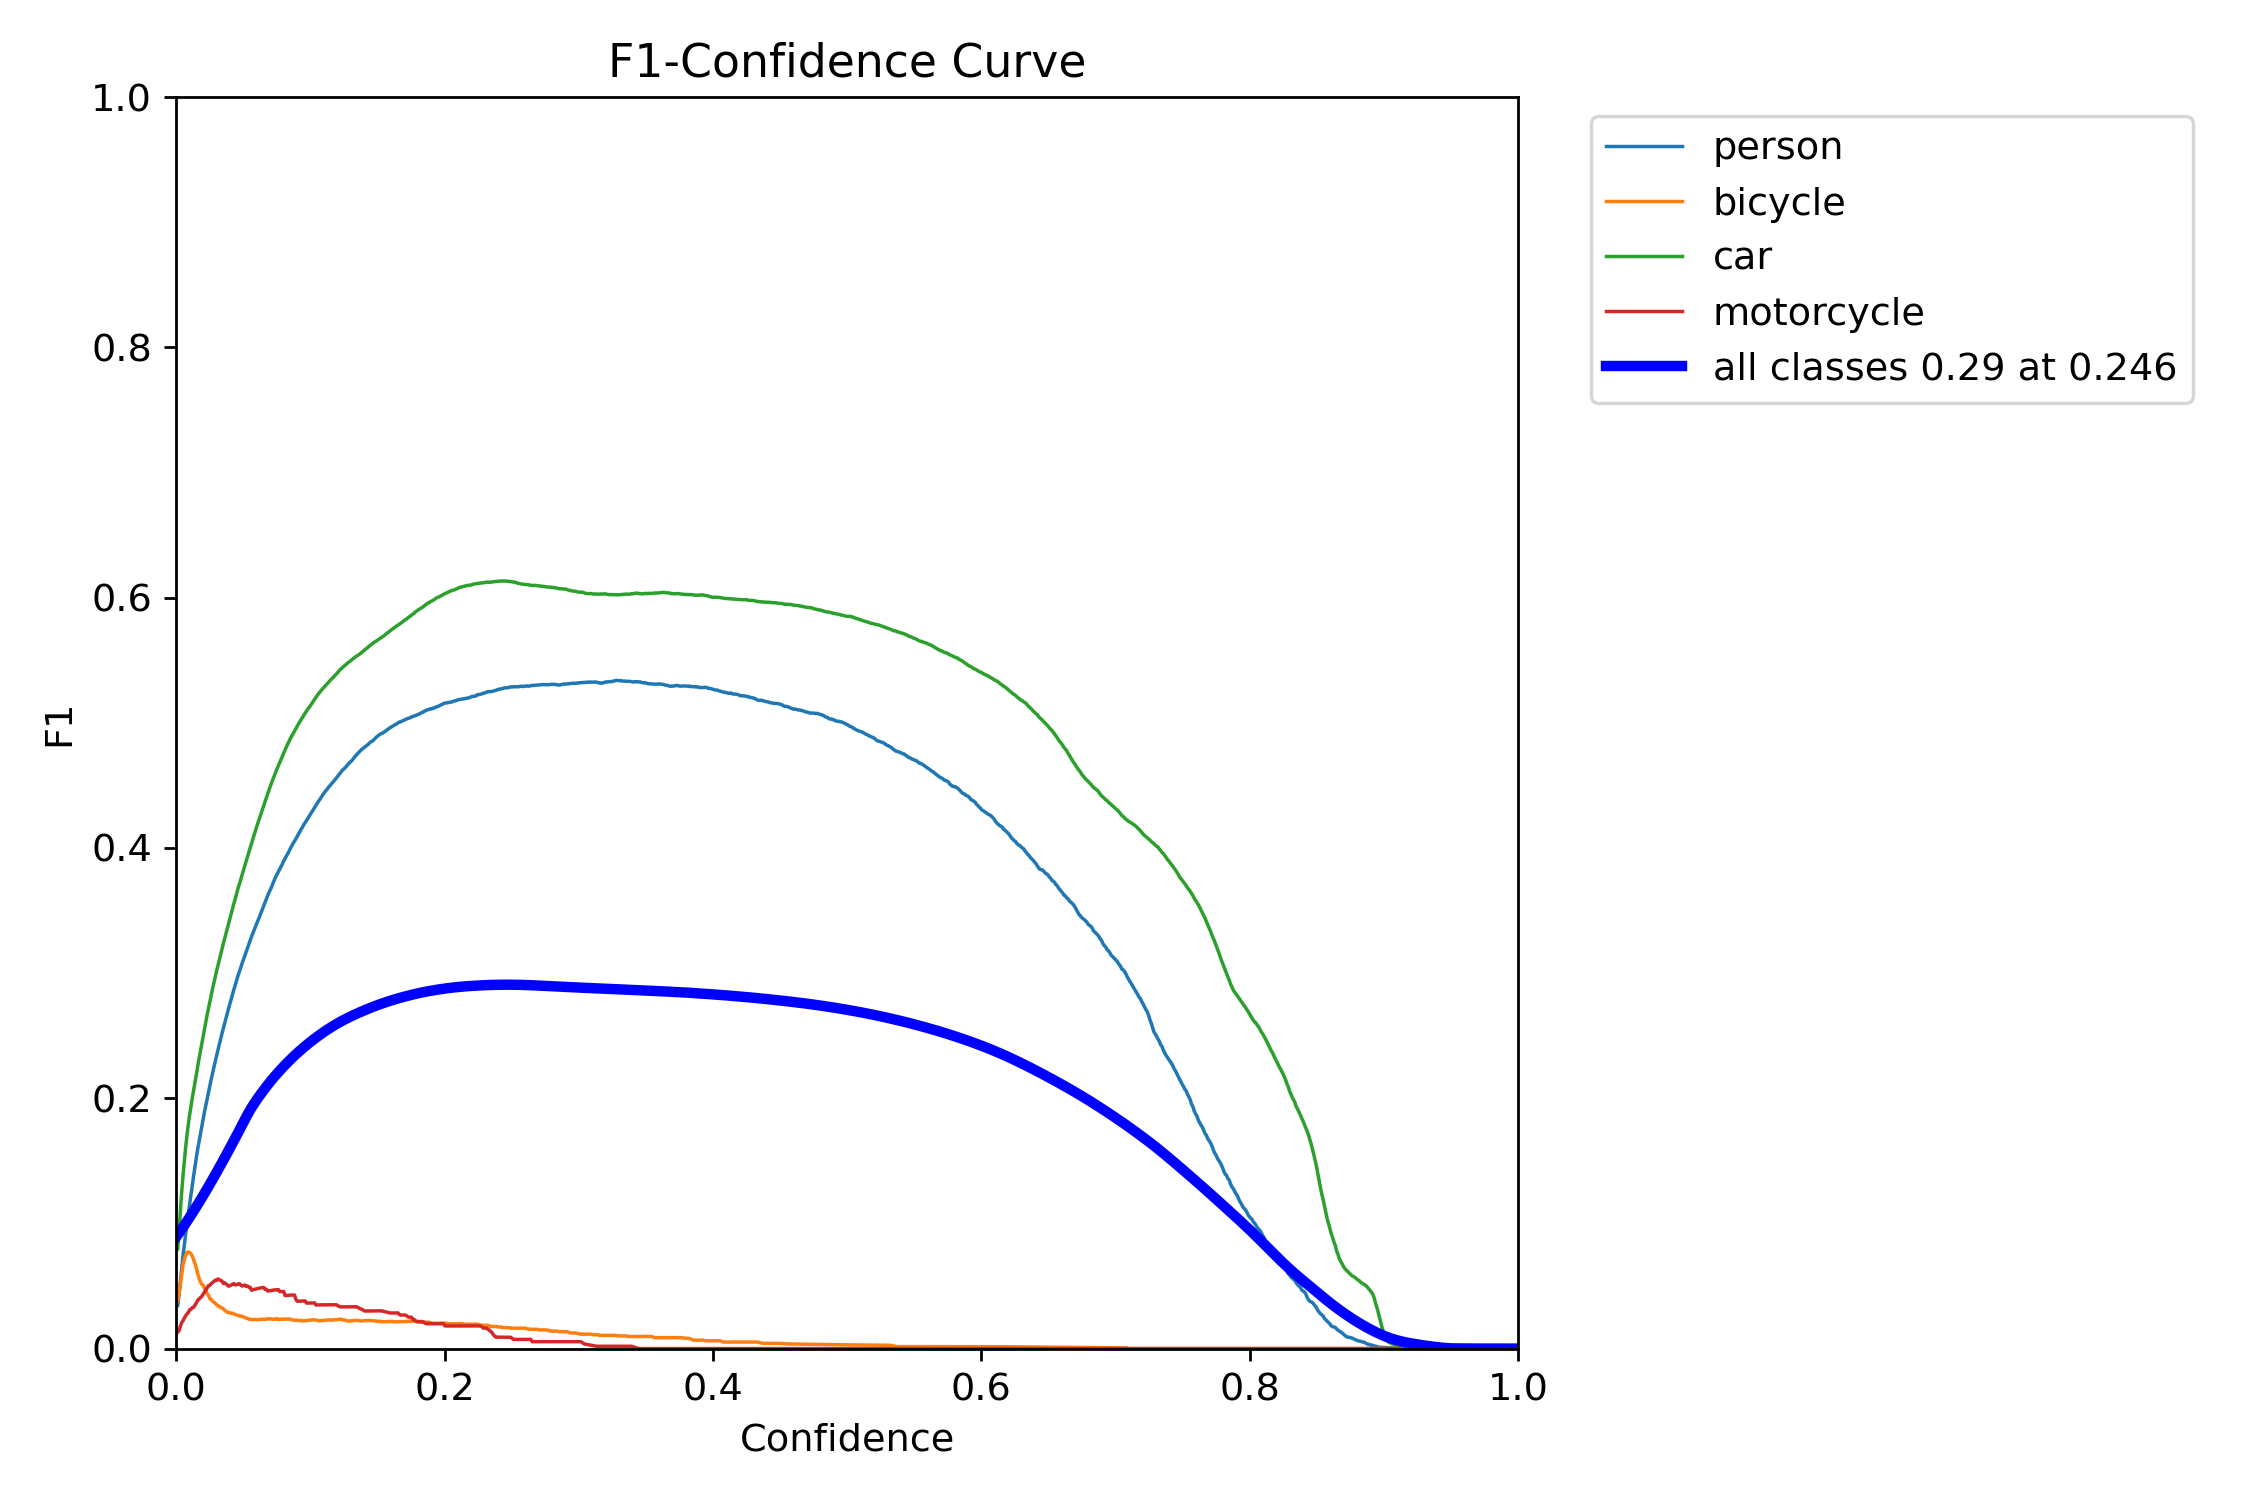 F1-Confidence Curve
1.0
0.8
0.6
0.4
0.2
0.0
F1
0.0 0.2 0.4 0.6 0.8 1.0
Confidence
person
bicycle
car
motorcycle
all classes 0.29 at 0.246